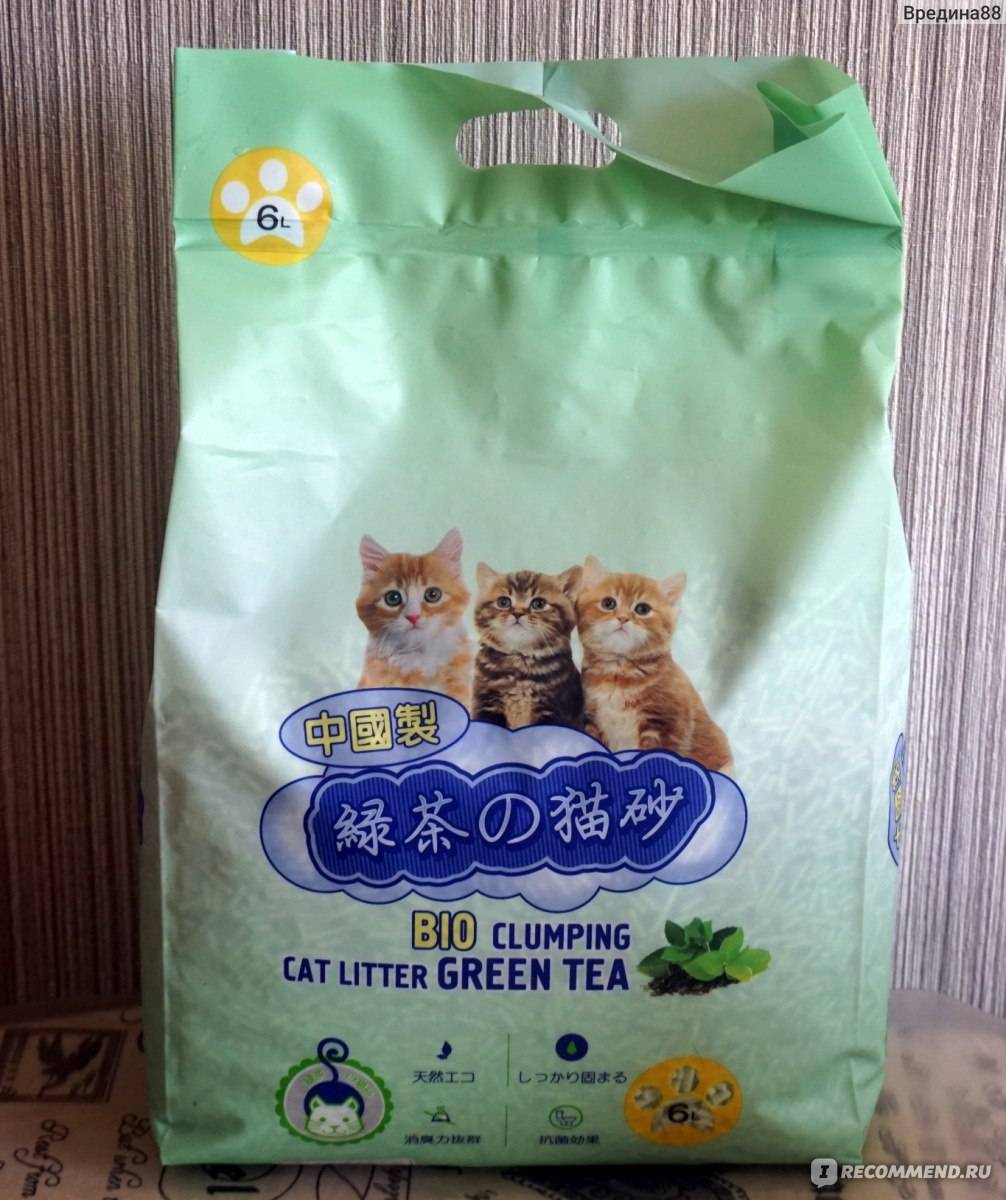 Вредина88
6L
中國製
緑茶の猫砂
BIO CLUMPING
CAT LITTER GREEN TEA
天然エコ
しっかり固まる
消臭力抜群
抗菌効果
6L
I RECOMMEND.RU